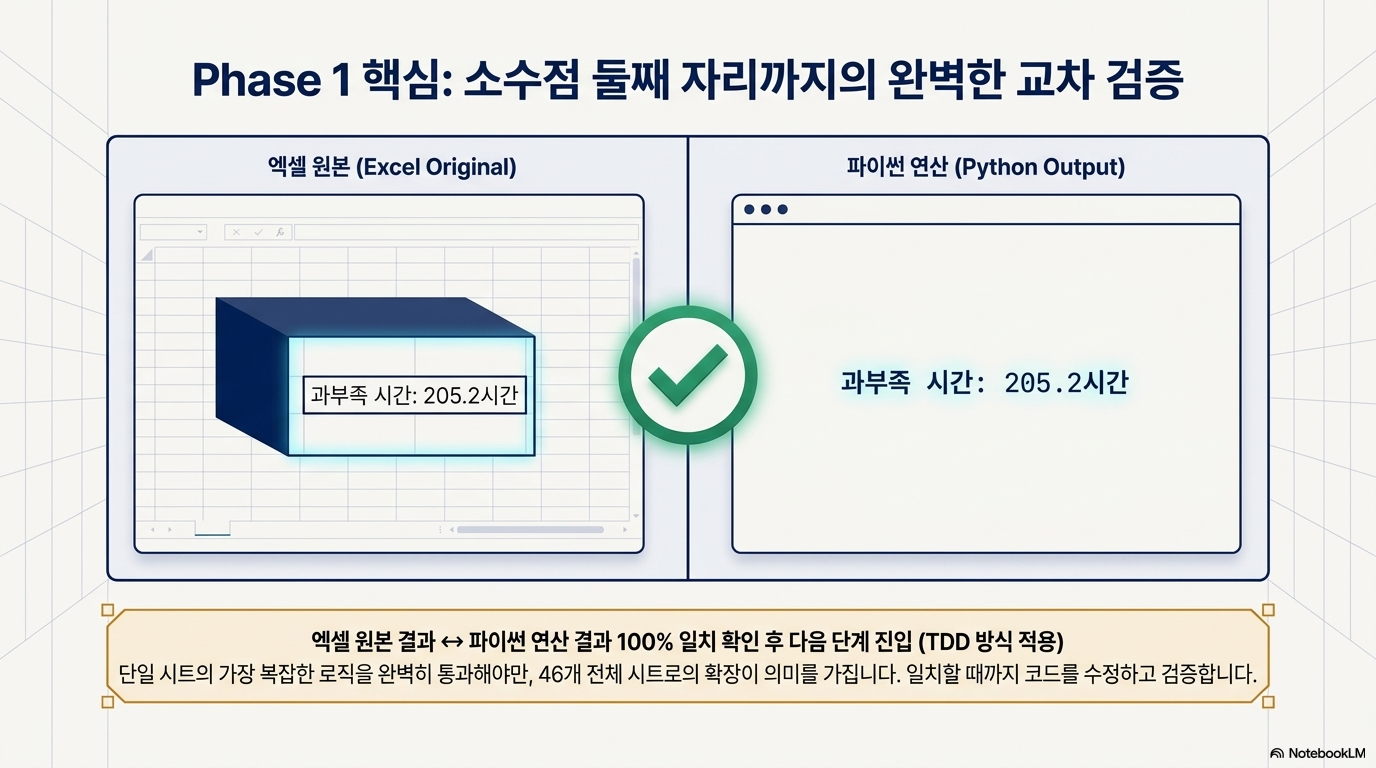 Phase 1 핵심: 소수점 둘째 자리까지의 완벽한 교차 검증
엑셀 원본 (Excel Original)
파이썬 연산 (Python Output)
과부족 시간: 205.2시간
과부족 시간: 205.2시간
엑셀 원본 결과 ↔ 파이썬 연산 결과 100% 일치 확인 후 다음 단계 진입 (TDD 방식 적용)
단일 시트의 가장 복잡한 로직을 완벽히 통과해야만, 46개 전체 시트로의 확장이 의미를 가집니다. 일치할 때까지 코드를 수정하고 검증합니다.
NotebookLM